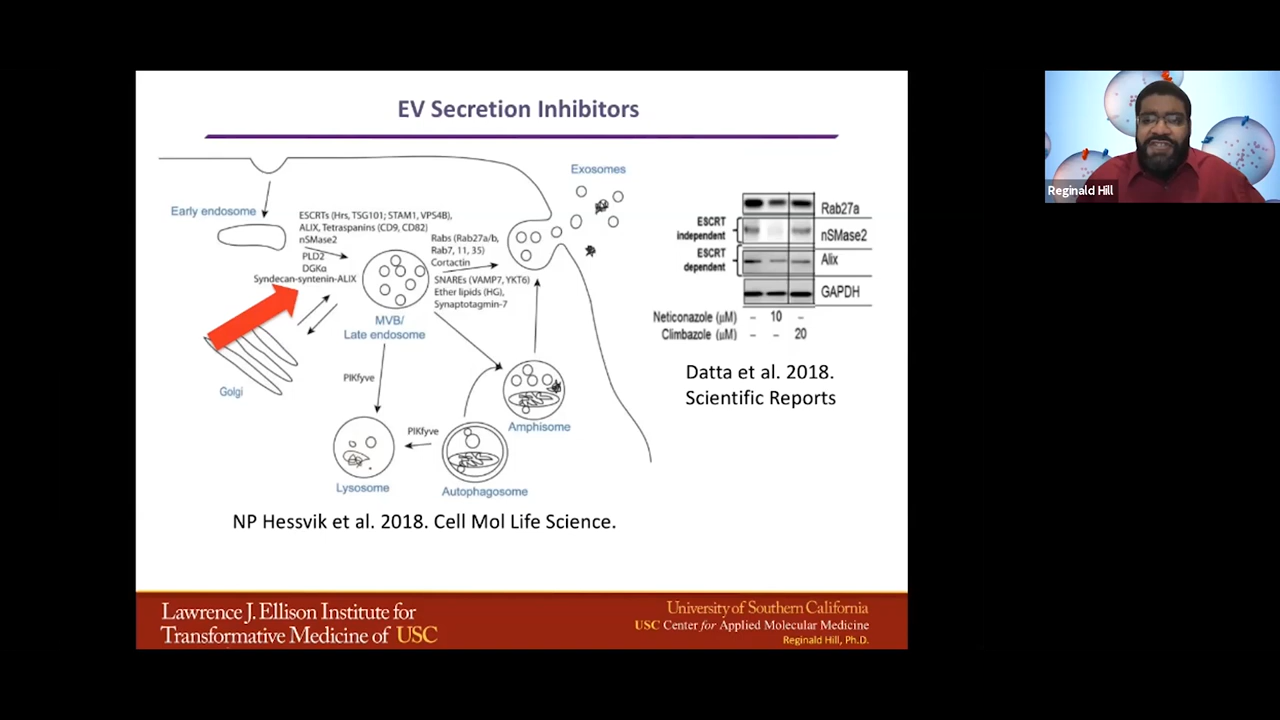 EV Secretion Inhibitors
Exosomes
Early endosome
ESCRTs (Hrs, TSG101; STAM1, VPS4B),
ALIX, Tetraspanins (CD9, CD82)
nSMase2
PLD2
DGKα
Syndecan-syntenin-ALIX
Rabs (Rab27a/b,
Rab7, 11, 35)
Cortactin
SNAREs (VAMP7, YKT6)
Ether lipids (HG),
Synaptotagmin-7
MVB/
Late endosome
Golgi
PIKfyve
PIKfyve
Amphisome
Lysosome
Autophagosome
NP Hessvik et al. 2018. Cell Mol Life Science.
Rab27a
ESCRT
independent
nSMase2
ESCRT
dependent
Alix
GAPDH
Neticonazole (μM) – 10 –
Climbazole (μM) – – 20
Datta et al. 2018.
Scientific Reports
Lawrence J. Ellison Institute for
Transformative Medicine of USC
University of Southern California
USC Center for Applied Molecular Medicine
Reginald Hill, Ph.D.
Reginald Hill